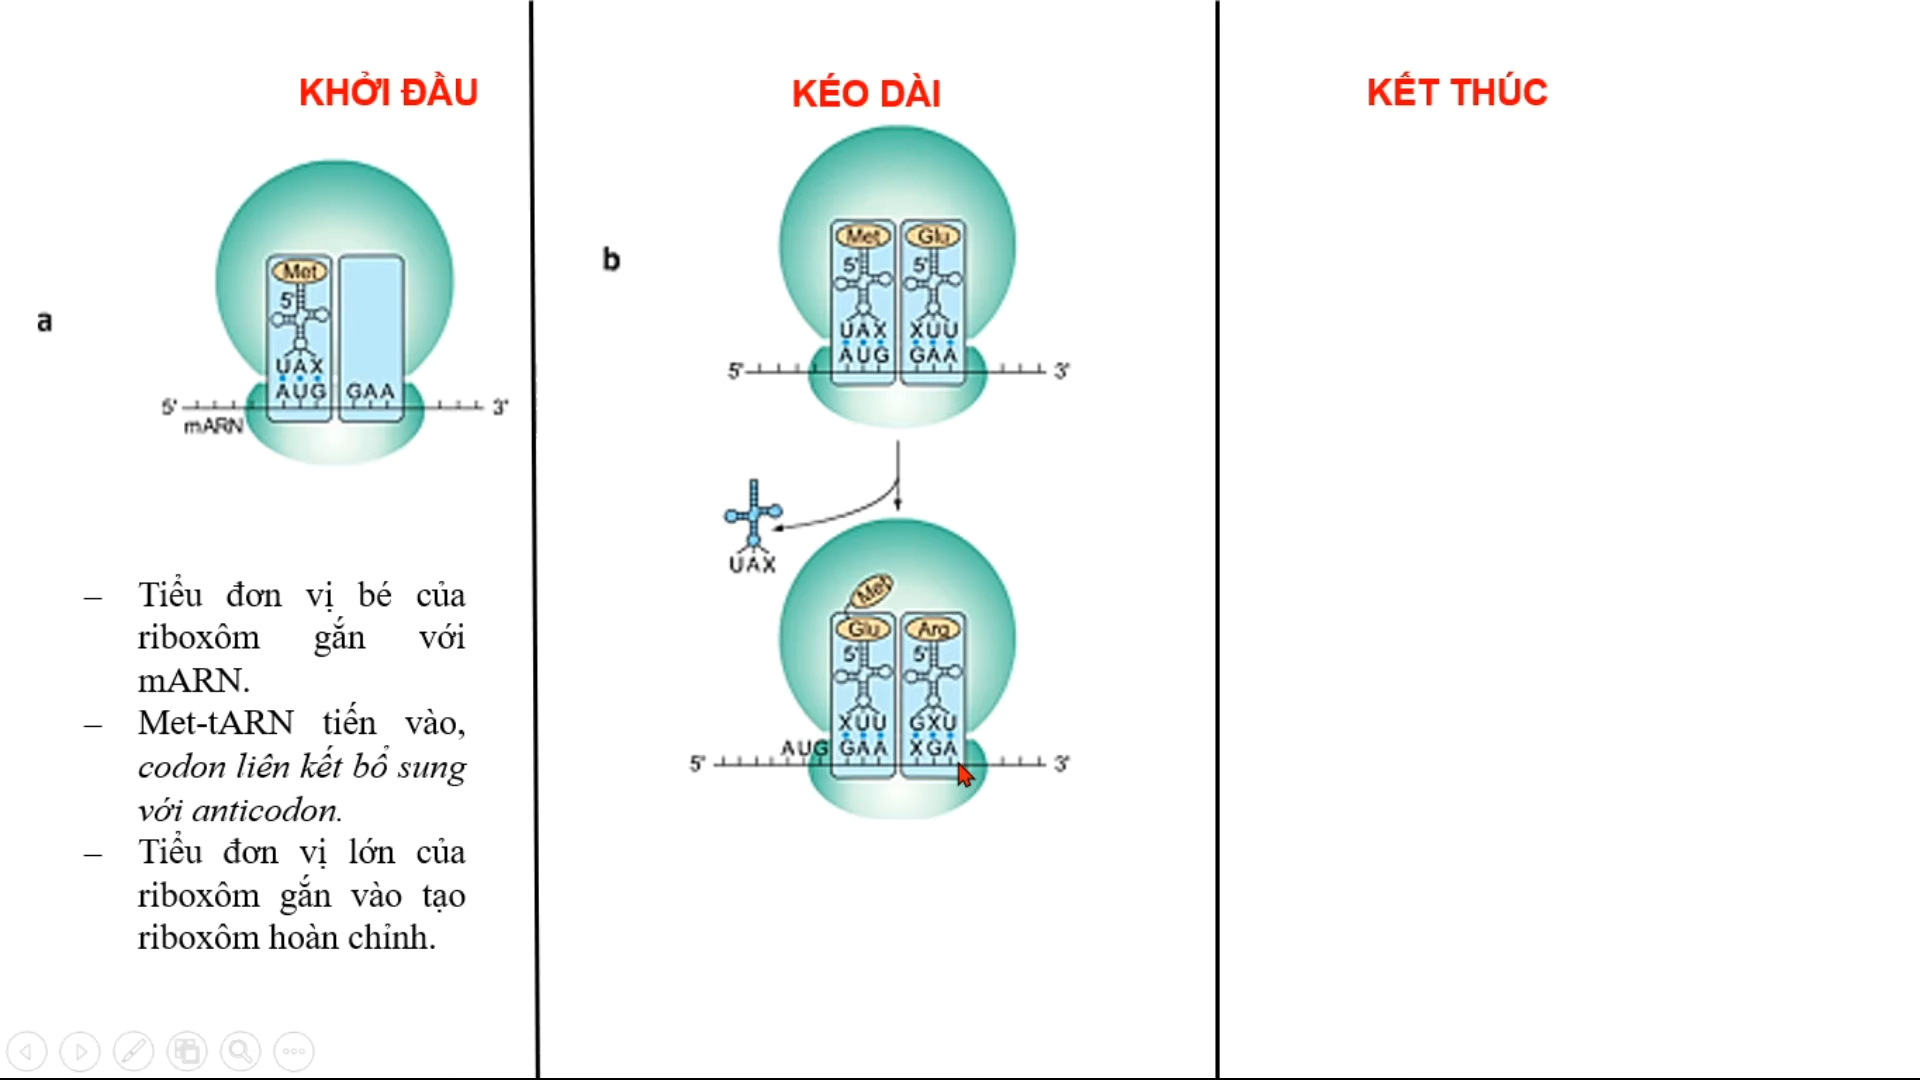 KHỞI ĐẦU
a
Met
5'
UAX
AUG GAA
5' 3'
mARN
– Tiểu đơn vị bé của
riboxôm gắn với
mARN.
– Met-tARN tiến vào,
codon liên kết bổ sung
với anticodon.
– Tiểu đơn vị lớn của
riboxôm gắn vào tạo
riboxôm hoàn chỉnh.
KÉO DÀI
b
Met Glu
5' 5'
UAX XUU
AUG GAA
5' 3'
UAX
Met
Glu Arg
5' 5'
XUU GXU
AUG GAA XGA
5' 3'
KẾT THÚC